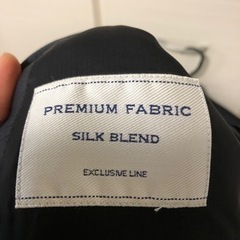 PREMIUM FABRIC
SILK BLEND
EXCLUSIVE LINE